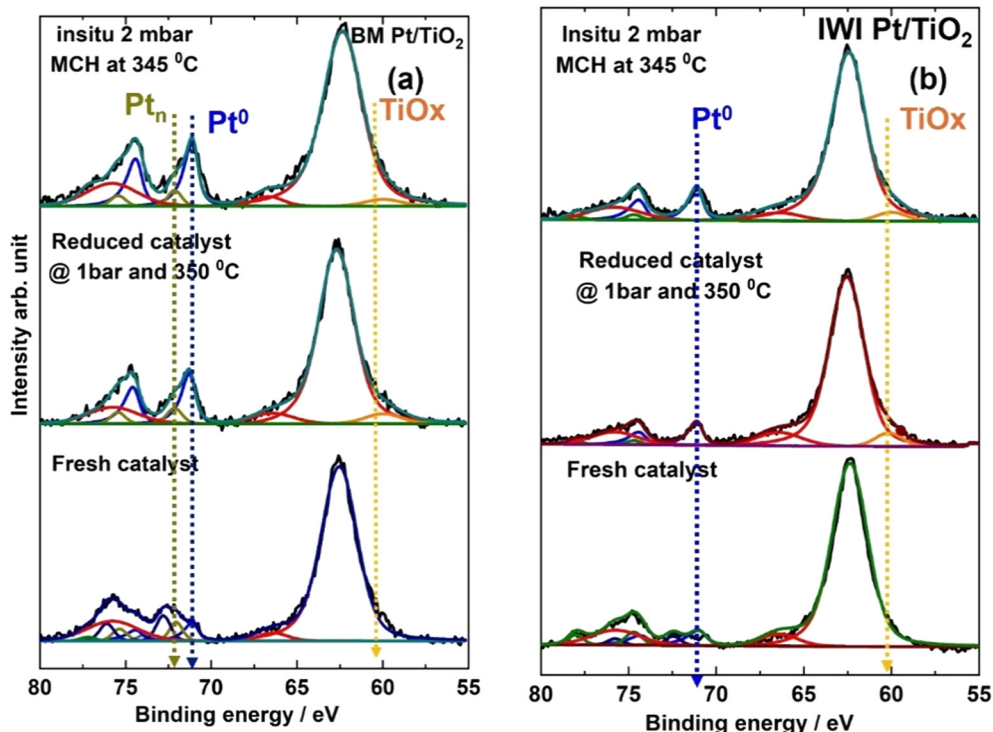 insitu 2 mbar
MCH at 345 ⁰C
BM Pt/TiO₂
(a)
Ptₙ
Pt⁰
TiOx
Reduced catalyst
@ 1bar and 350 ⁰C
Fresh catalyst
Intensity arb. unit
80 75 70 65 60 55
Binding energy / eV
Insitu 2 mbar
MCH at 345 ⁰C
IWI Pt/TiO₂
(b)
Pt⁰
TiOx
Reduced catalyst
@ 1bar and 350 ⁰C
Fresh catalyst
80 75 70 65 60 55
Binding energy / eV